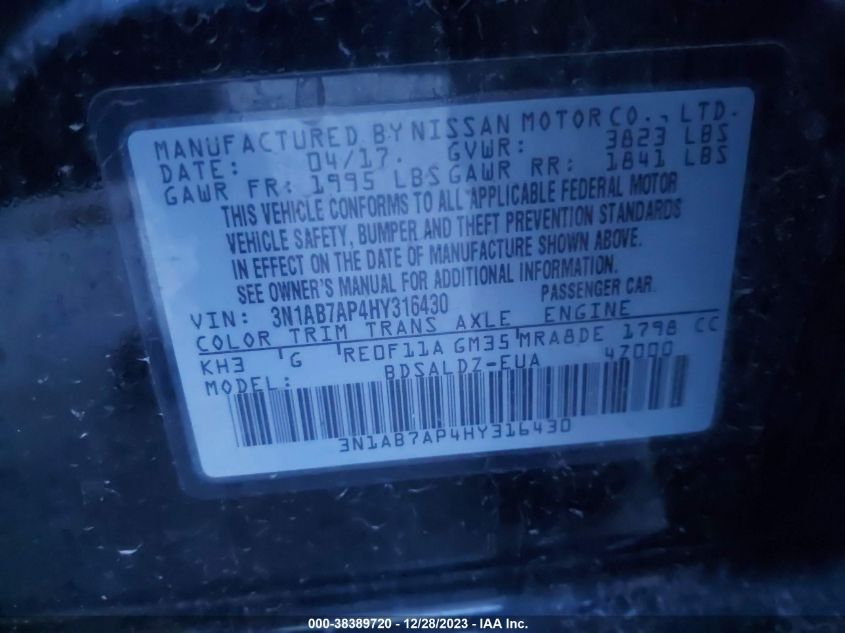 MANUFACTURED BY NISSAN MOTOR CO., LTD.
DATE: 04/17. GVWR: 3823 LBS
GAWR FR: 1995 LBS GAWR RR: 1841 LBS
THIS VEHICLE CONFORMS TO ALL APPLICABLE FEDERAL MOTOR
VEHICLE SAFETY, BUMPER AND THEFT PREVENTION STANDARDS
IN EFFECT ON THE DATE OF MANUFACTURE SHOWN ABOVE.
SEE OWNER'S MANUAL FOR ADDITIONAL INFORMATION.
VIN: 3N1AB7AP4HY316430 PASSENGER CAR
COLOR TRIM TRANS AXLE ENGINE
KH3 G RE0F11A GM35 MRA8DE 1798 CC
MODEL: BDSALDZ-EUA 47000
3N1AB7AP4HY316430
000-38389720 - 12/28/2023 - IAA Inc.